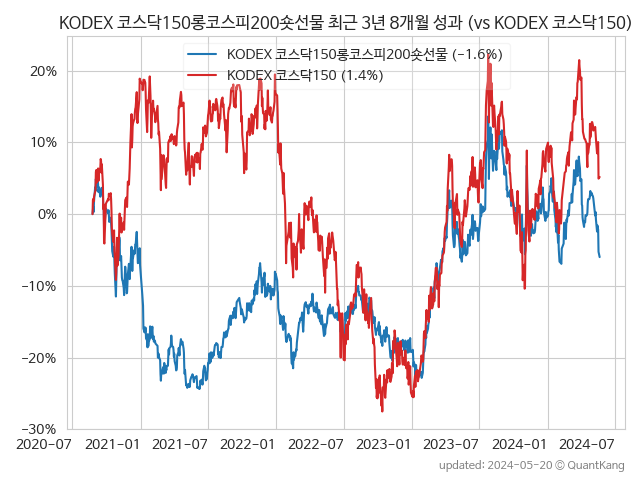 KODEX 코스닥150롱코스피200숏선물 최근 3년 8개월 성과 (vs KODEX 코스닥150)
KODEX 코스닥150롱코스피200숏선물 (−1.6%)
KODEX 코스닥150 (1.4%)
20%
10%
0%
−10%
−20%
−30%
2020-07 2021-01 2021-07 2022-01 2022-07 2023-01 2023-07 2024-01 2024-07
updated: 2024-05-20 © QuantKang